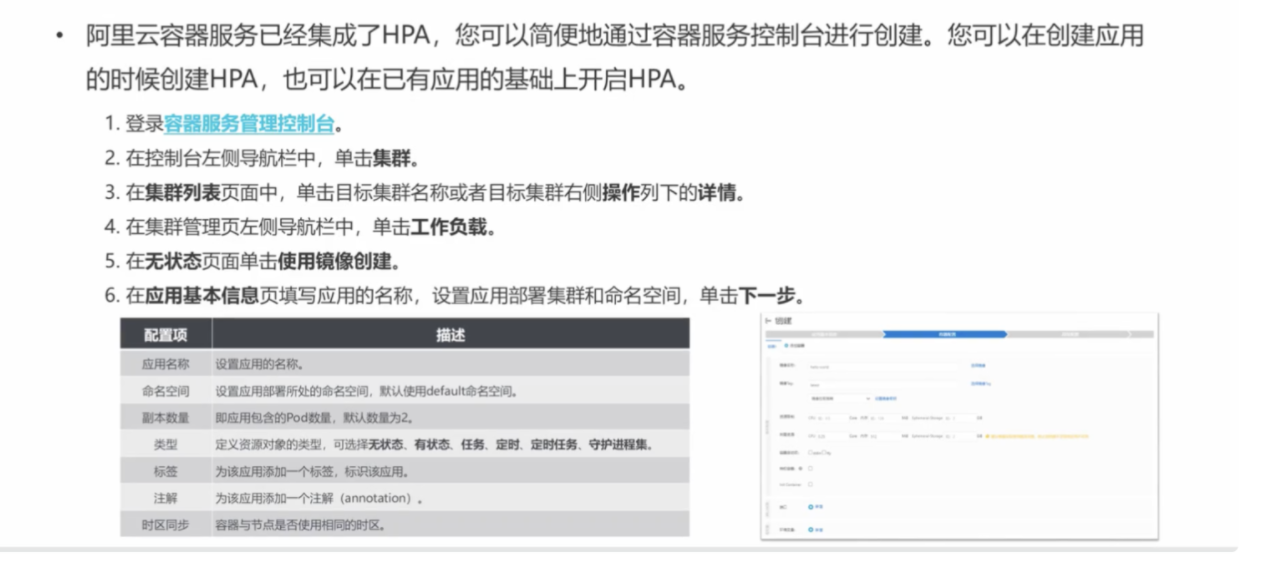 • 阿里云容器服务已经集成了HPA，您可以简便地通过容器服务控制台进行创建。您可以在创建应用
的时候创建HPA，也可以在已有应用的基础上开启HPA。
1. 登录容器服务管理控制台。
2. 在控制台左侧导航栏中，单击集群。
3. 在集群列表页面中，单击目标集群名称或者目标集群右侧操作列下的详情。
4. 在集群管理页左侧导航栏中，单击工作负载。
5. 在无状态页面单击使用镜像创建。
6. 在应用基本信息页填写应用的名称，设置应用部署集群和命名空间，单击下一步。
配置项 描述
应用名称 设置应用的名称。
命名空间 设置应用部署所处的命名空间，默认使用default命名空间。
副本数量 即应用包含的Pod数量，默认数量为2。
类型 定义资源对象的类型，可选择无状态、有状态、任务、定时、定时任务、守护进程集。
标签 为该应用添加一个标签，标识该应用。
注解 为该应用添加一个注解（annotation）。
时区同步 容器与节点是否使用相同的时区。
创建